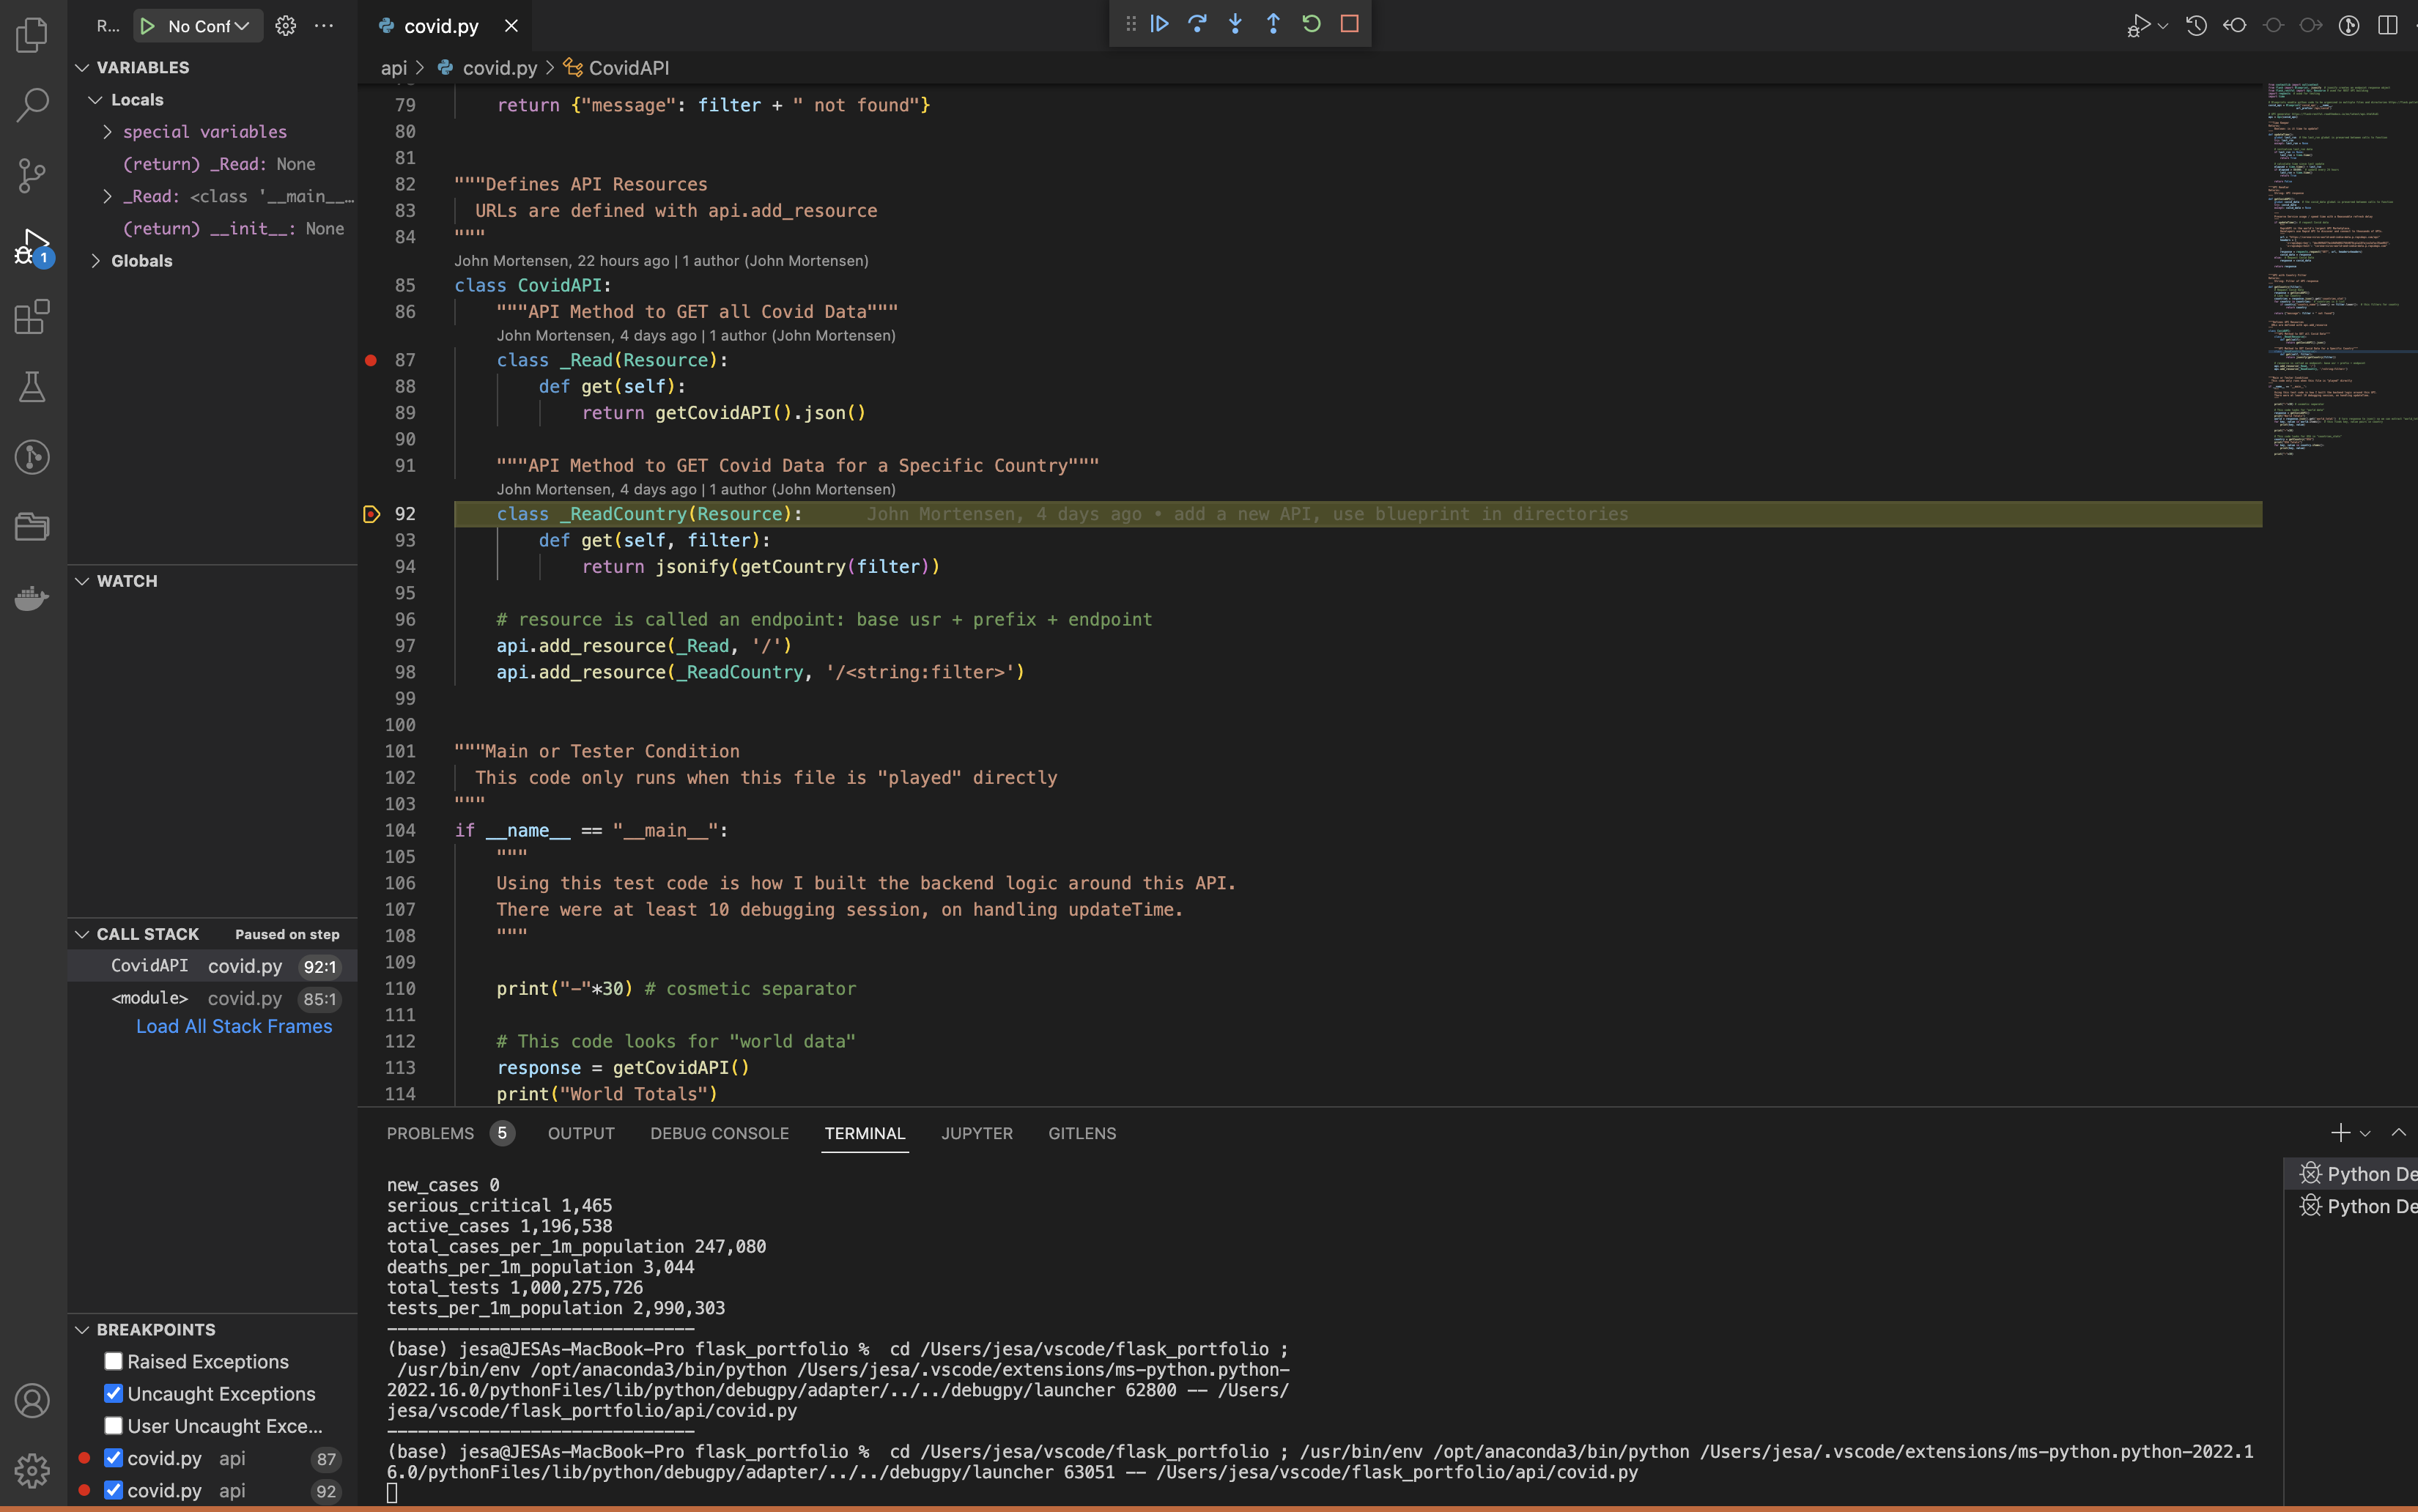 R...
No Conf
covid.py
api > covid.py > CovidAPI
VARIABLES
Locals
special variables
(return) _Read: None
_Read: <class '__main__...
(return) __init__: None
Globals
WATCH
CALL STACK
Paused on step
CovidAPI covid.py 92:1
<module> covid.py 85:1
Load All Stack Frames
BREAKPOINTS
Raised Exceptions
Uncaught Exceptions
User Uncaught Exce...
covid.py api 87
covid.py api 92
1
79 return {"message": filter + " not found"}
80
81
82 """Defines API Resources
83 URLs are defined with api.add_resource
84 """
John Mortensen, 22 hours ago | 1 author (John Mortensen)
85 class CovidAPI:
86 """API Method to GET all Covid Data"""
John Mortensen, 4 days ago | 1 author (John Mortensen)
87 class _Read(Resource):
88 def get(self):
89 return getCovidAPI().json()
90
91 """API Method to GET Covid Data for a Specific Country"""
John Mortensen, 4 days ago | 1 author (John Mortensen)
92 class _ReadCountry(Resource): John Mortensen, 4 days ago • add a new API, use blueprint in directories
93 def get(self, filter):
94 return jsonify(getCountry(filter))
95
96 # resource is called an endpoint: base usr + prefix + endpoint
97 api.add_resource(_Read, '/')
98 api.add_resource(_ReadCountry, '/<string:filter>')
99
100
101 """Main or Tester Condition
102 This code only runs when this file is "played" directly
103 """
104 if __name__ == "__main__":
105 """
106 Using this test code is how I built the backend logic around this API.
107 There were at least 10 debugging session, on handling updateTime.
108 """
109
110 print("-"*30) # cosmetic separator
111
112 # This code looks for "world data"
113 response = getCovidAPI()
114 print("World Totals")
PROBLEMS 5 OUTPUT DEBUG CONSOLE TERMINAL JUPYTER GITLENS
new_cases 0
serious_critical 1,465
active_cases 1,196,538
total_cases_per_1m_population 247,080
deaths_per_1m_population 3,044
total_tests 1,000,275,726
tests_per_1m_population 2,990,303
------------------------------
(base) jesa@JESAs-MacBook-Pro flask_portfolio %  cd /Users/jesa/vscode/flask_portfolio ;
/usr/bin/env /opt/anaconda3/bin/python /Users/jesa/.vscode/extensions/ms-python.python-
2022.16.0/pythonFiles/lib/python/debugpy/adapter/../../debugpy/launcher 62800 -- /Users/
jesa/vscode/flask_portfolio/api/covid.py
------------------------------
(base) jesa@JESAs-MacBook-Pro flask_portfolio %  cd /Users/jesa/vscode/flask_portfolio ; /usr/bin/env /opt/anaconda3/bin/python /Users/jesa/.vscode/extensions/ms-python.python-2022.1
6.0/pythonFiles/lib/python/debugpy/adapter/../../debugpy/launcher 63051 -- /Users/jesa/vscode/flask_portfolio/api/covid.py
Python De
Python De